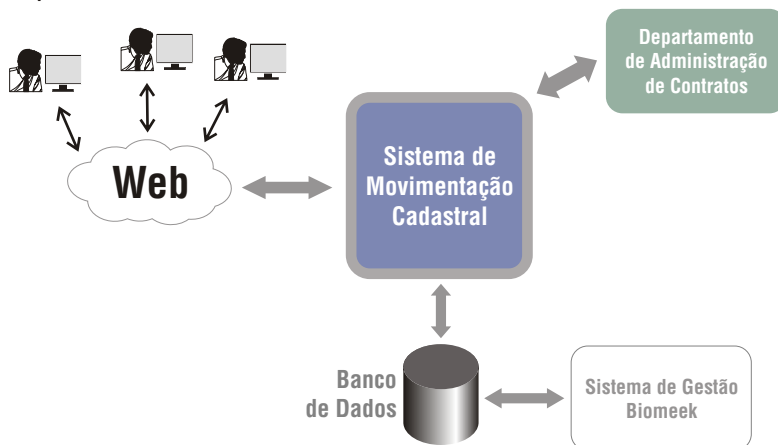 Departamento
de Administração
de Contratos
Web
Sistema de
Movimentação
Cadastral
Banco
de Dados
Sistema de Gestão
Biomeek